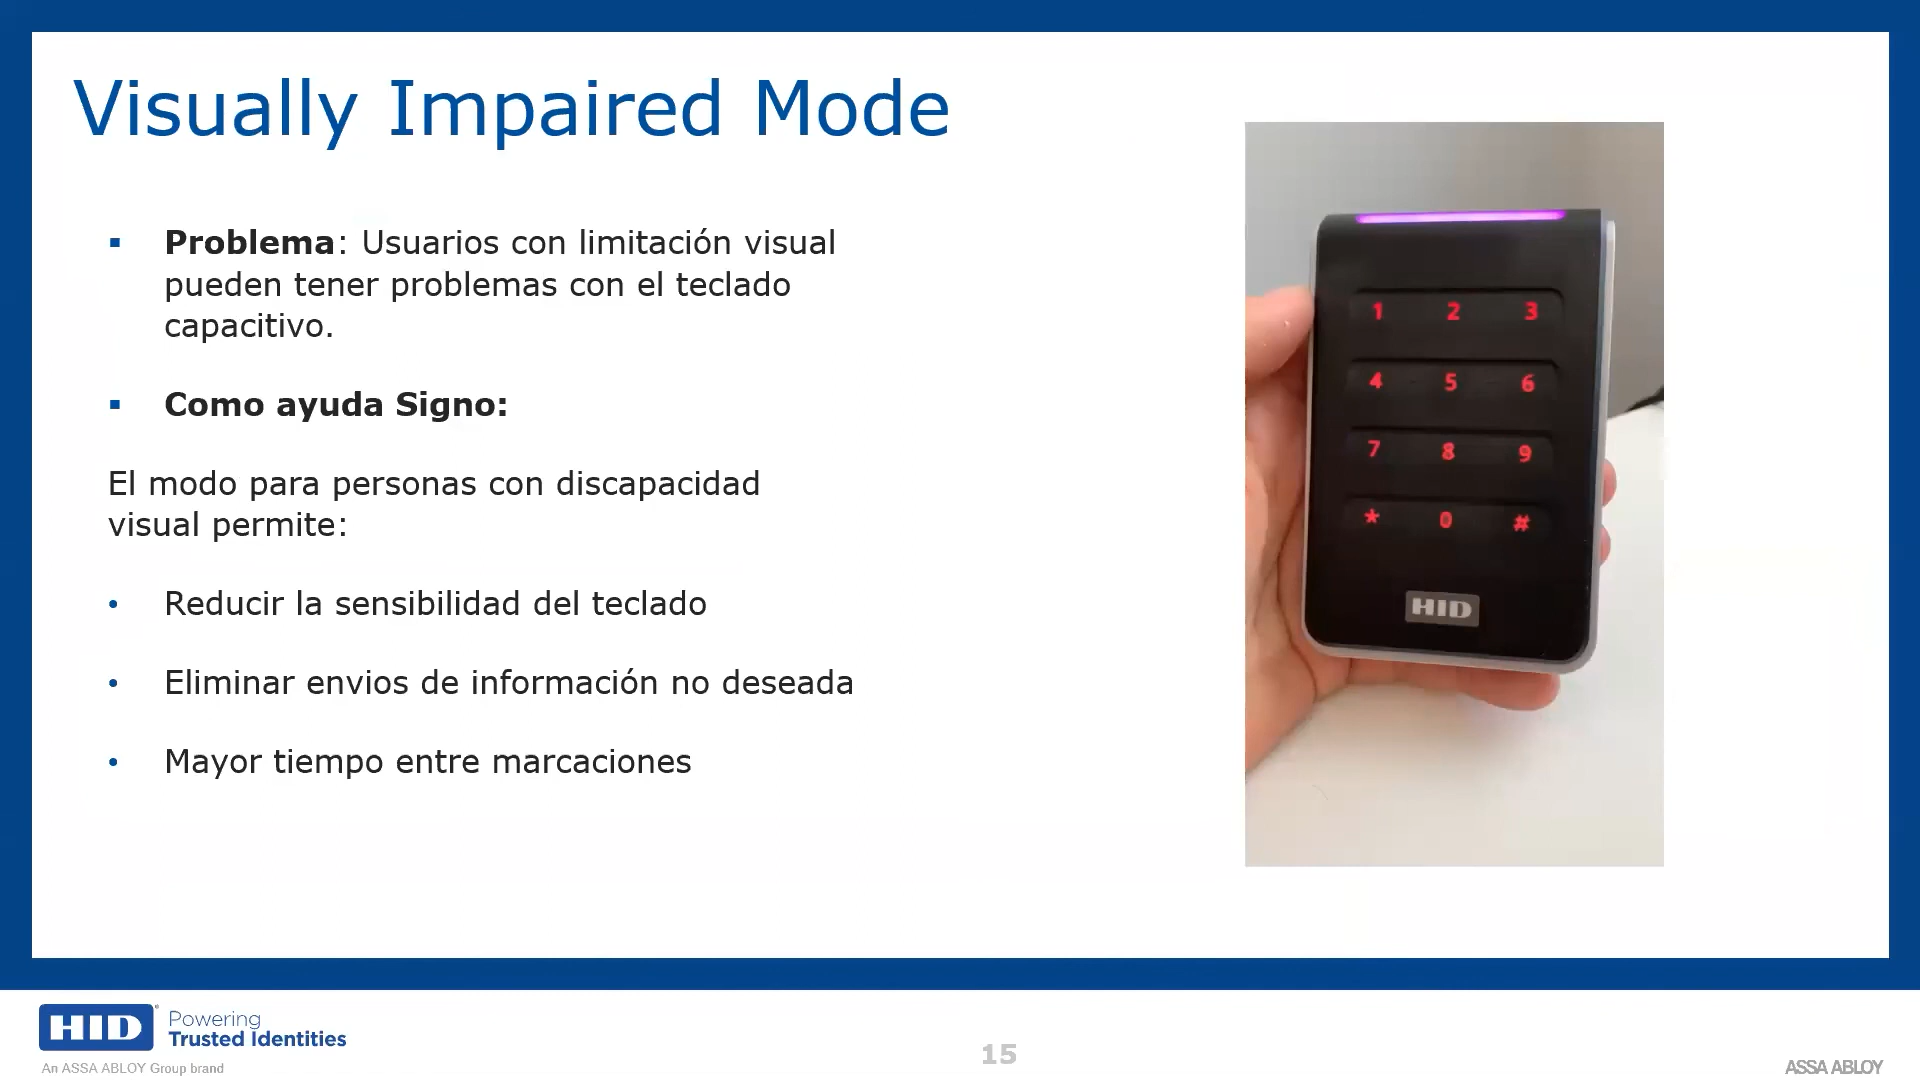 Visually Impaired Mode
Problema: Usuarios con limitación visual
pueden tener problemas con el teclado
capacitivo.
Como ayuda Signo:
El modo para personas con discapacidad
visual permite:
Reducir la sensibilidad del teclado
Eliminar envios de información no deseada
Mayor tiempo entre marcaciones
1 2 3
4 5 6
7 8 9
* 0 #
HID
HID
Powering
Trusted Identities
An ASSA ABLOY Group brand
15
ASSA ABLOY